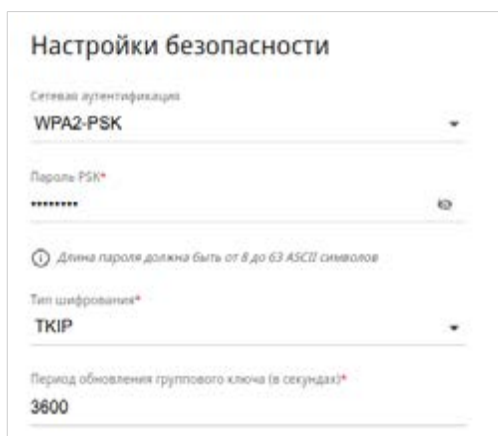 Настройки безопасности
Сетевая аутентификация
WPA2-PSK
Пароль PSK*
••••••••
Длина пароля должна быть от 8 до 63 ASCII символов
Тип шифрования*
TKIP
Период обновления группового ключа (в секундах)*
3600